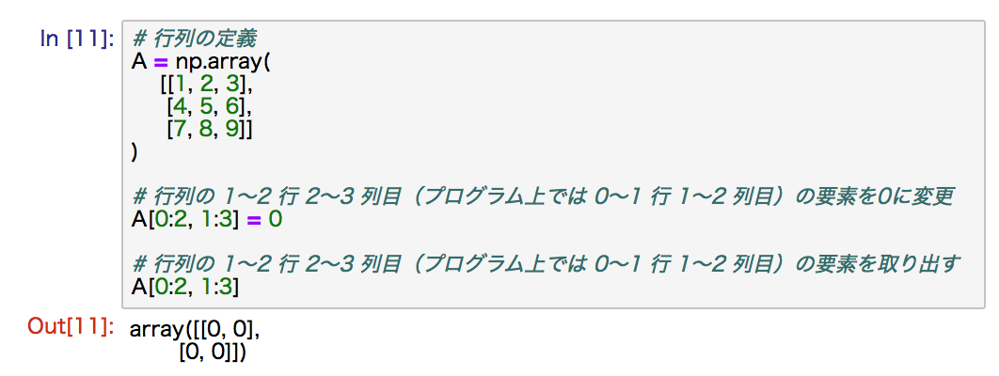 In [11]: # 行列の定義
A = np.array(
[[1, 2, 3],
[4, 5, 6],
[7, 8, 9]]
)
# 行列の 1〜2 行 2〜3 列目（プログラム上では 0〜1 行 1〜2 列目）の要素を0に変更
A[0:2, 1:3] = 0
# 行列の 1〜2 行 2〜3 列目（プログラム上では 0〜1 行 1〜2 列目）の要素を取り出す
A[0:2, 1:3]
Out[11]: array([[0, 0],
[0, 0]])